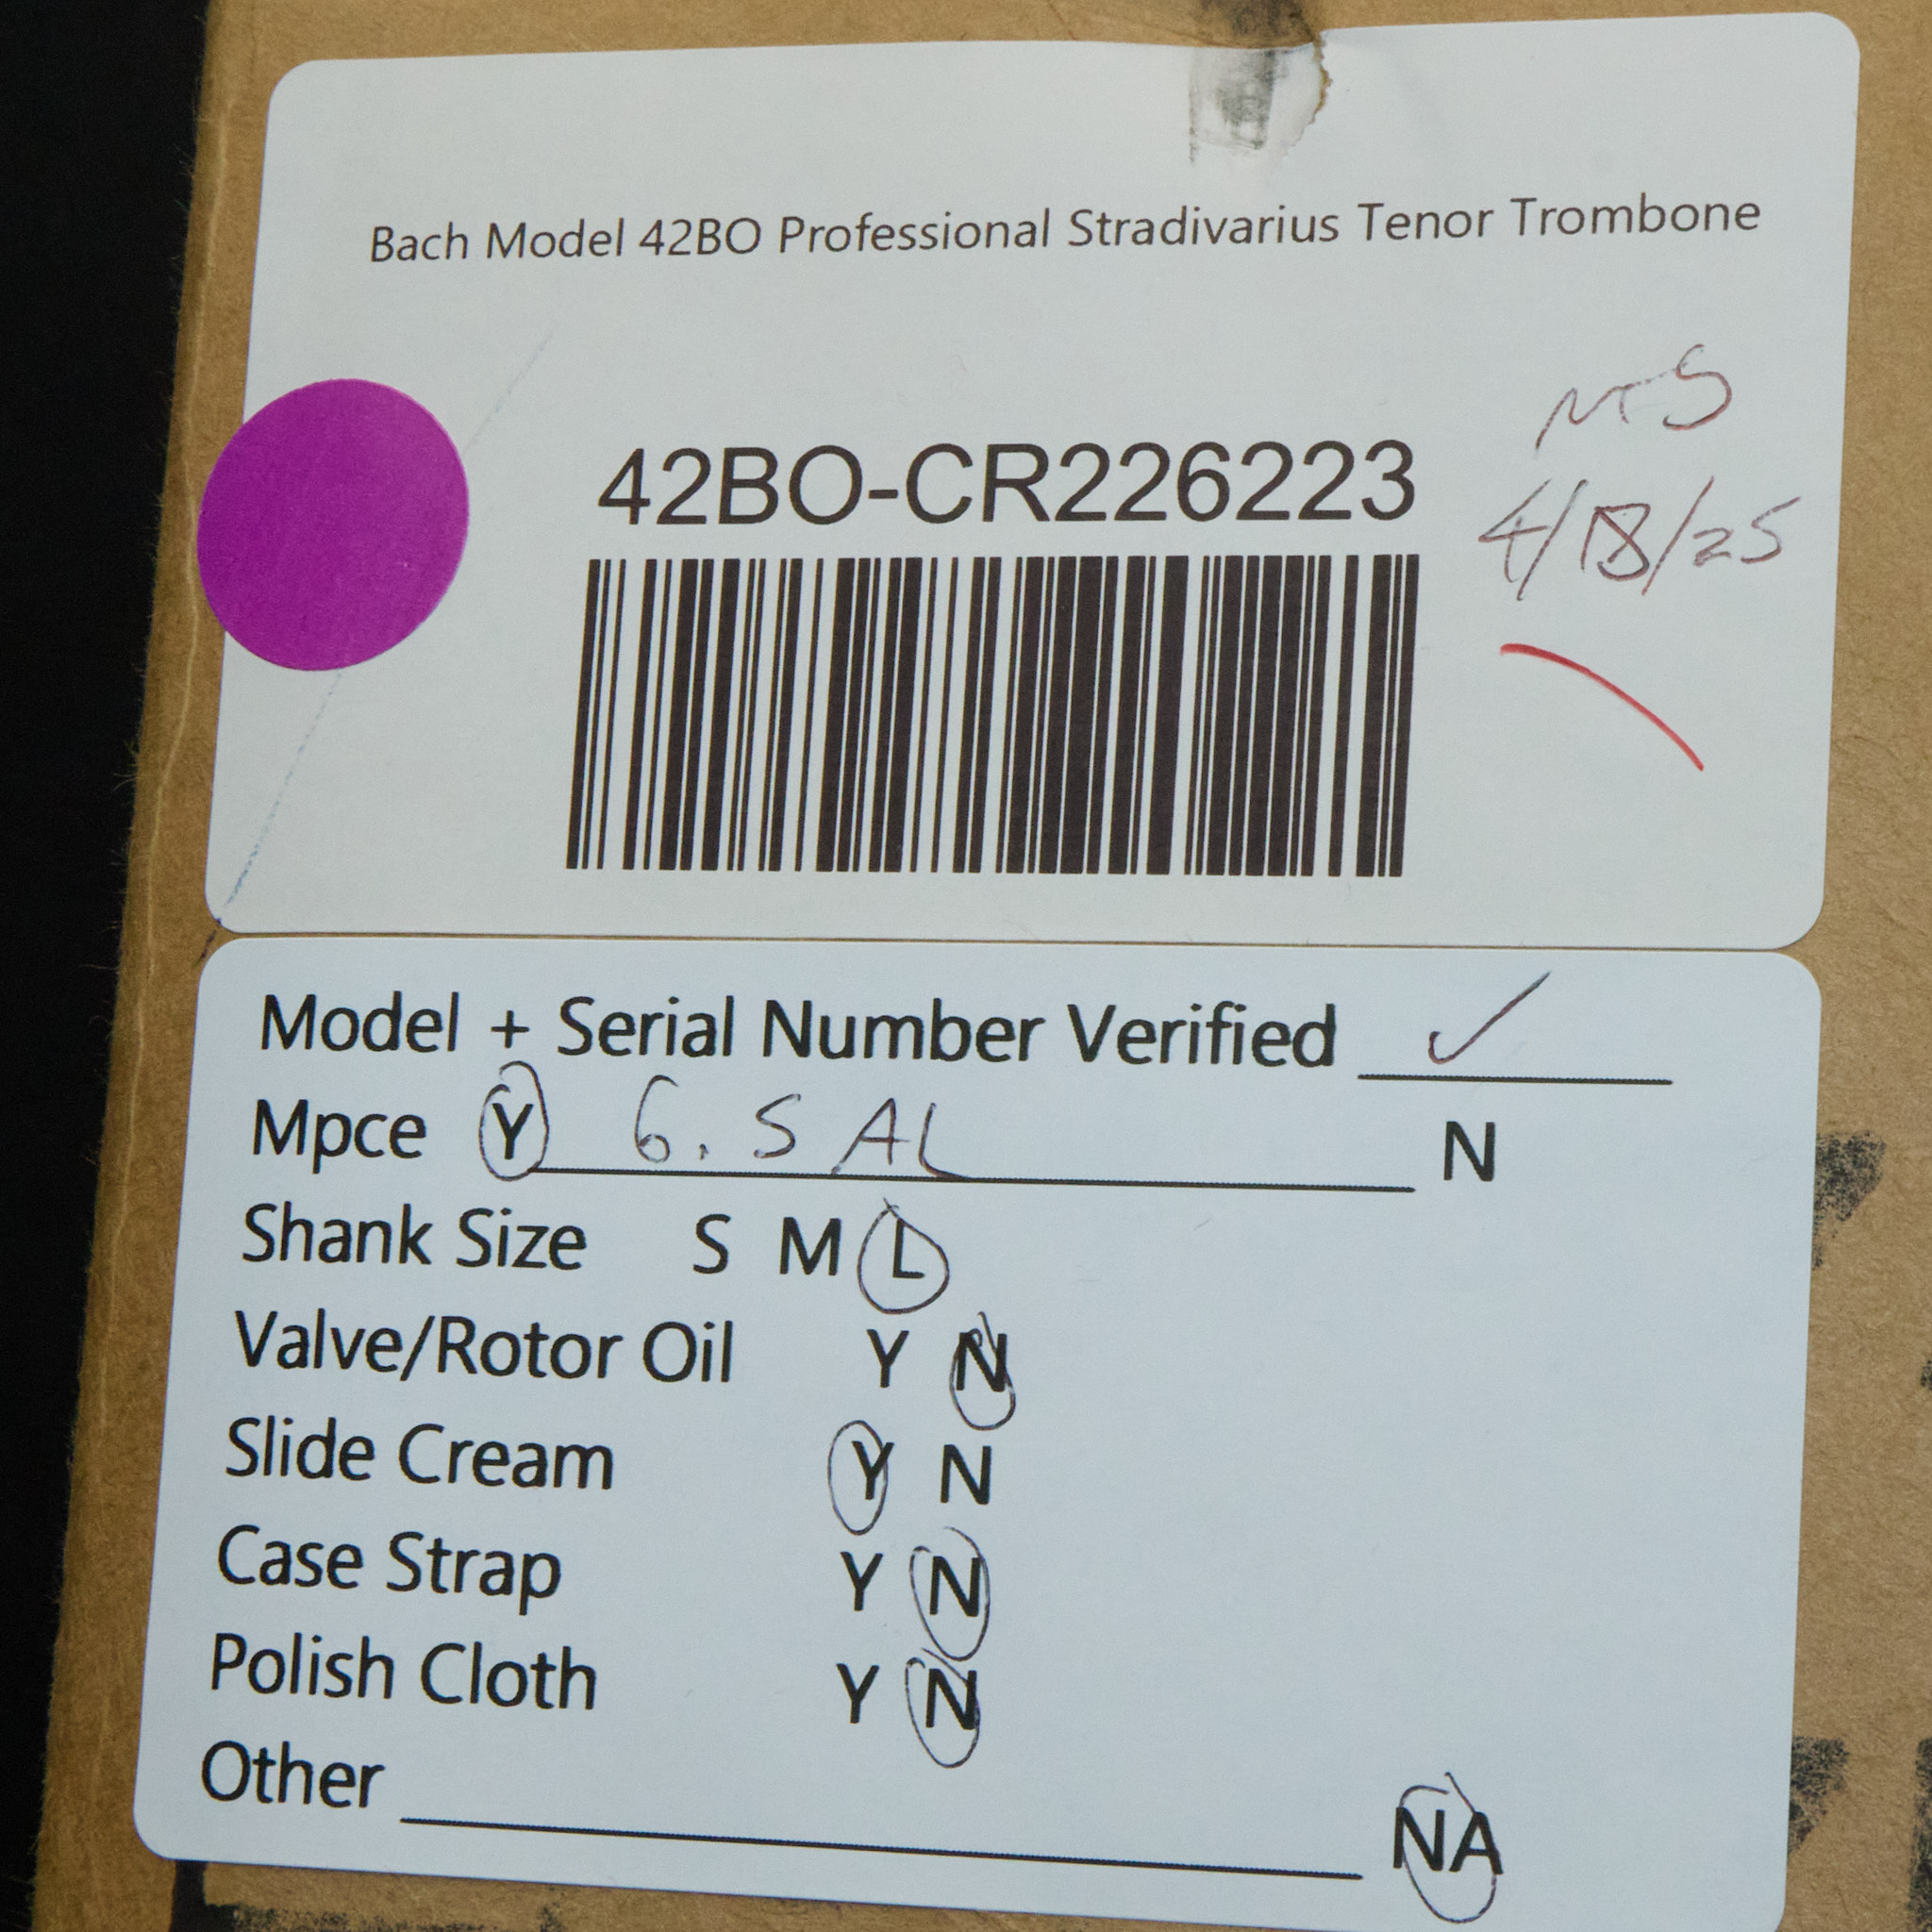 Bach Model 42BO Professional Stradivarius Tenor Trombone
42BO-CR226223
4/18/25
Model + Serial Number Verified ✓
Mpce Y 6.5 AL N
Shank Size S M L
Valve/Rotor Oil Y N
Slide Cream Y N
Case Strap Y N
Polish Cloth Y N
Other NA